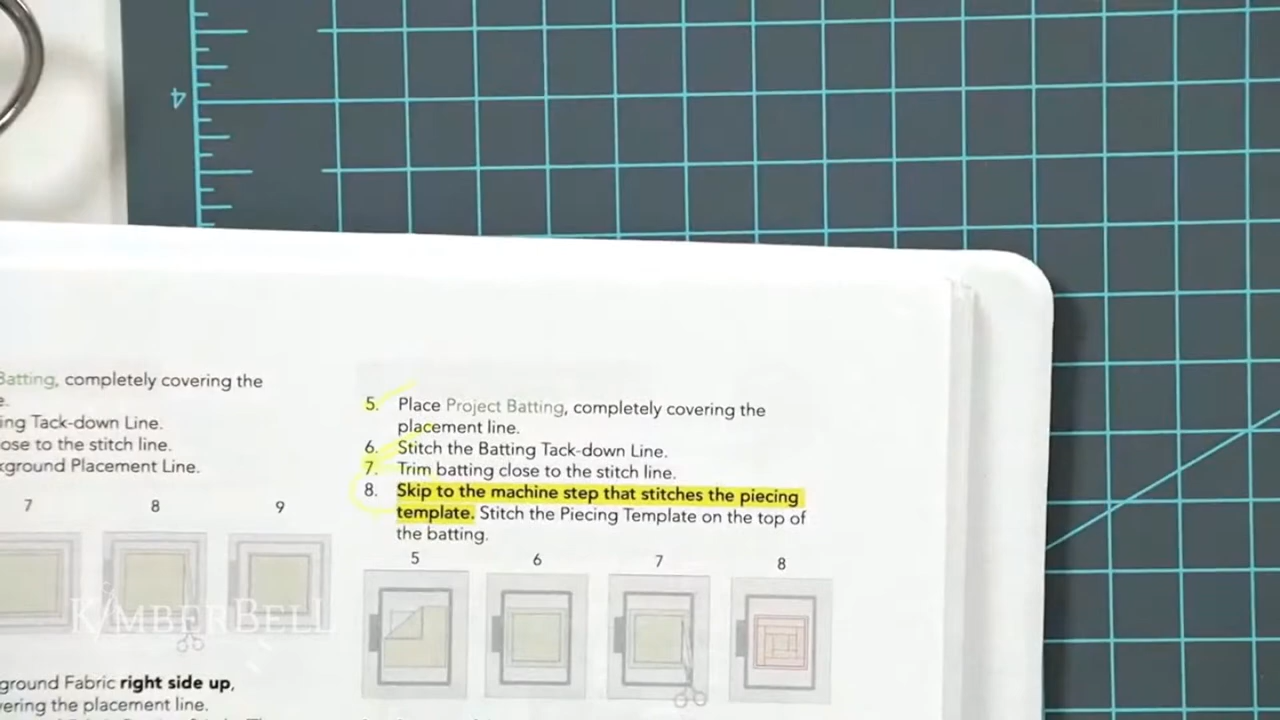 4
Batting, completely covering the
e.
ing Tack-down Line.
ose to the stitch line.
kground Placement Line.
7 8 9
ground Fabric right side up,
vering the placement line.
5. Place Project Batting, completely covering the
placement line.
6. Stitch the Batting Tack-down Line.
7. Trim batting close to the stitch line.
8. Skip to the machine step that stitches the piecing
template. Stitch the Piecing Template on the top of
the batting.
5 6 7 8
KIMBERBELL